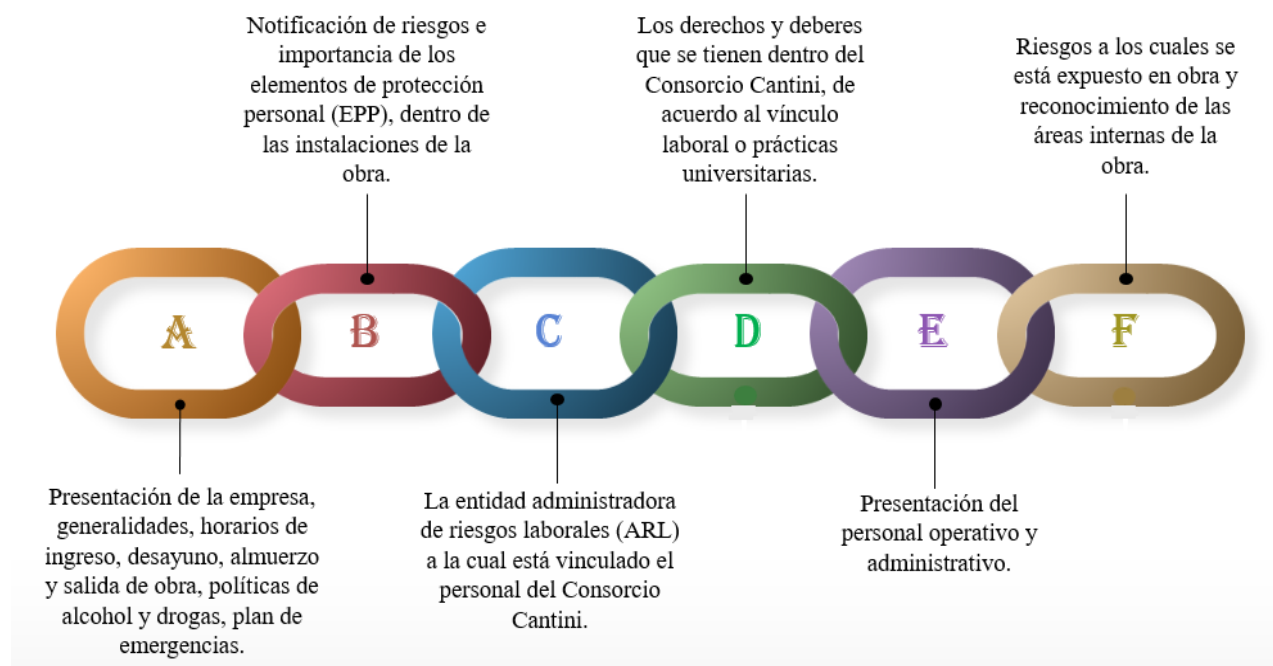 Notificación de riesgos e
importancia de los
elementos de protección
personal (EPP), dentro de
las instalaciones de la
obra.
Los derechos y deberes
que se tienen dentro del
Consorcio Cantini, de
acuerdo al vínculo
laboral o prácticas
universitarias.
Riesgos a los cuales se
está expuesto en obra y
reconocimiento de las
áreas internas de la
obra.
A
B
C
D
E
F
Presentación de la empresa,
generalidades, horarios de
ingreso, desayuno, almuerzo
y salida de obra, políticas de
alcohol y drogas, plan de
emergencias.
La entidad administradora
de riesgos laborales (ARL)
a la cual está vinculado el
personal del Consorcio
Cantini.
Presentación del
personal operativo y
administrativo.